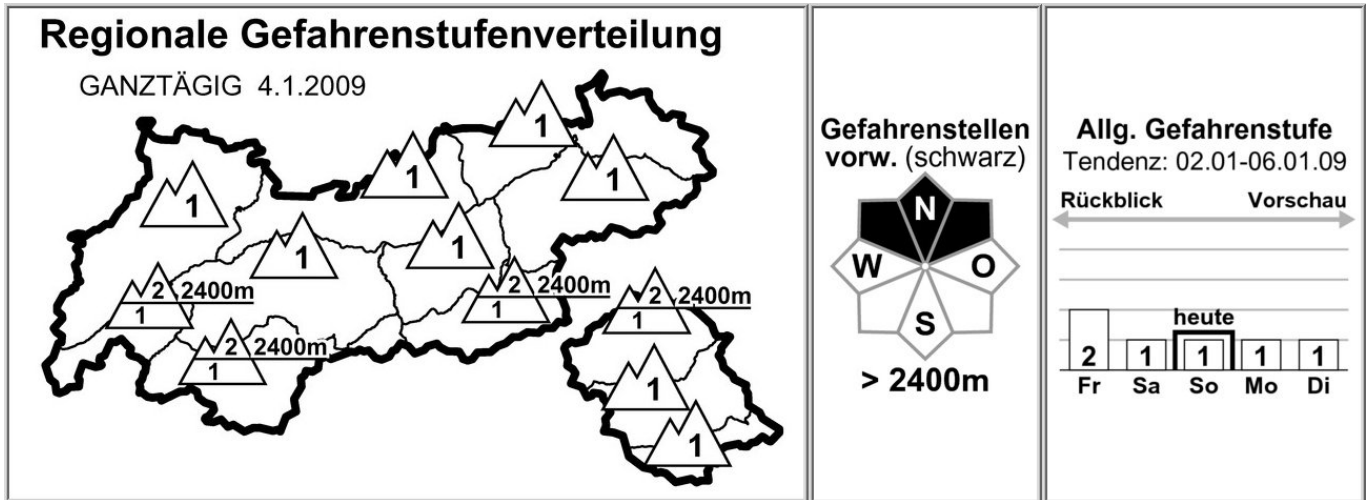 Regionale Gefahrenstufenverteilung
GANZTÄGIG 4.1.2009
1
1
1
1
1
1
1
2 2400m
1
2 2400m
1
2 2400m
1
2 2400m
1
1
1
Gefahrenstellen
vorw. (schwarz)
N
W O
S
> 2400m
Allg. Gefahrenstufe
Tendenz: 02.01-06.01.09
Rückblick Vorschau
heute
2 1 1 1 1
Fr Sa So Mo Di